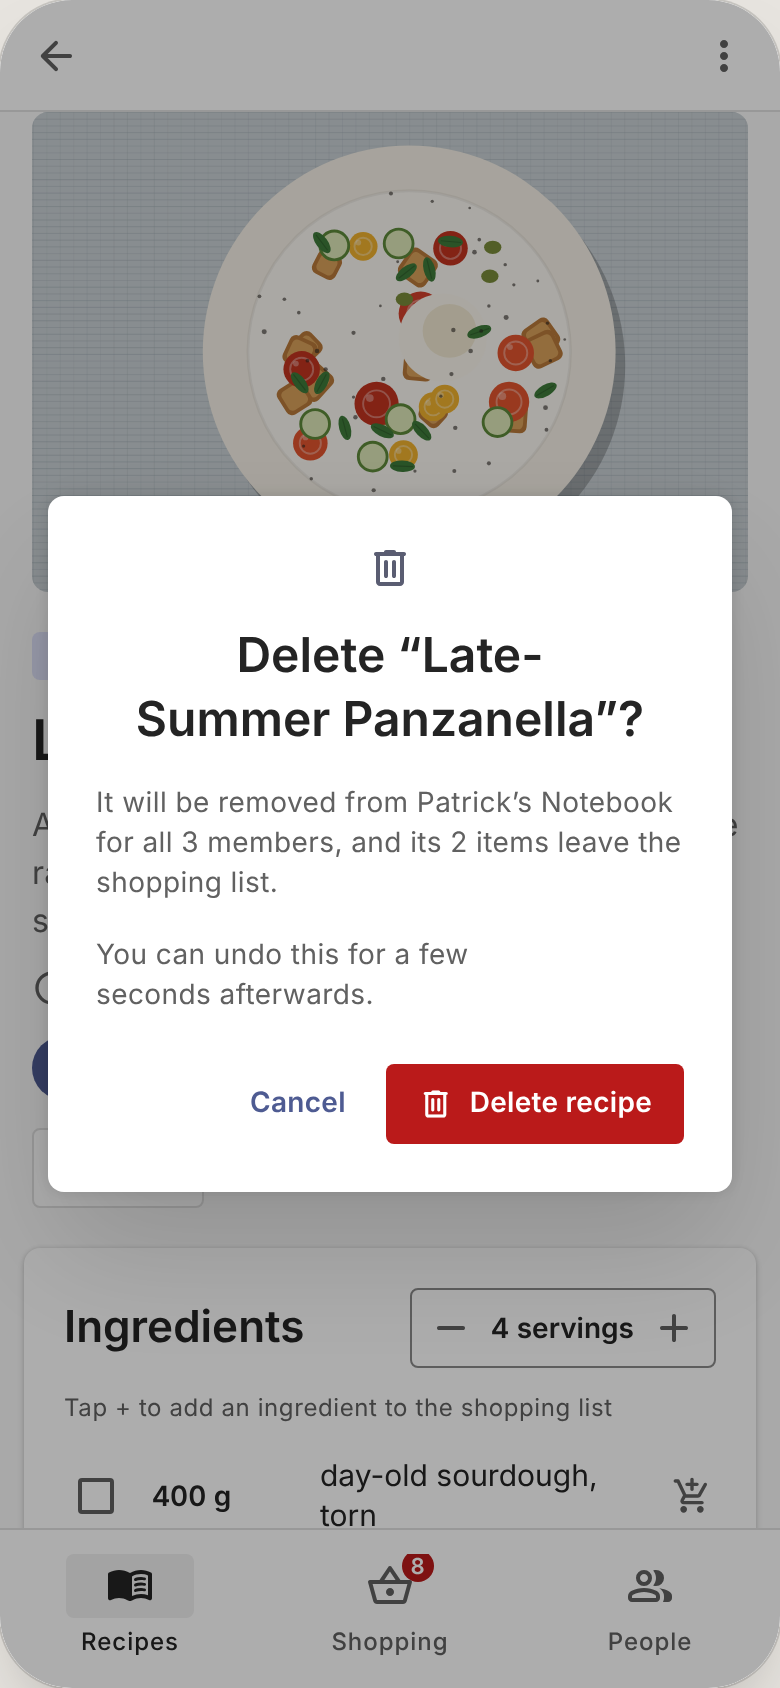 Delete “Late-
Summer Panzanella”?
It will be removed from Patrick’s Notebook
for all 3 members, and its 2 items leave the
shopping list.
You can undo this for a few
seconds afterwards.
Cancel
Delete recipe
Ingredients
4 servings
Tap + to add an ingredient to the shopping list
400 g
day-old sourdough,
torn
8
Recipes
Shopping
People